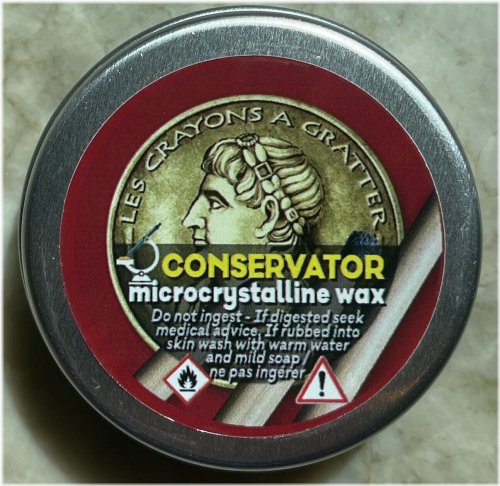 LES CRAYONS A GRATTER
CONSERVATOR
microcrystalline wax
Do not ingest - If digested seek
medical advice. If rubbed into
skin wash with warm water
and mild soap
ne pas ingérer